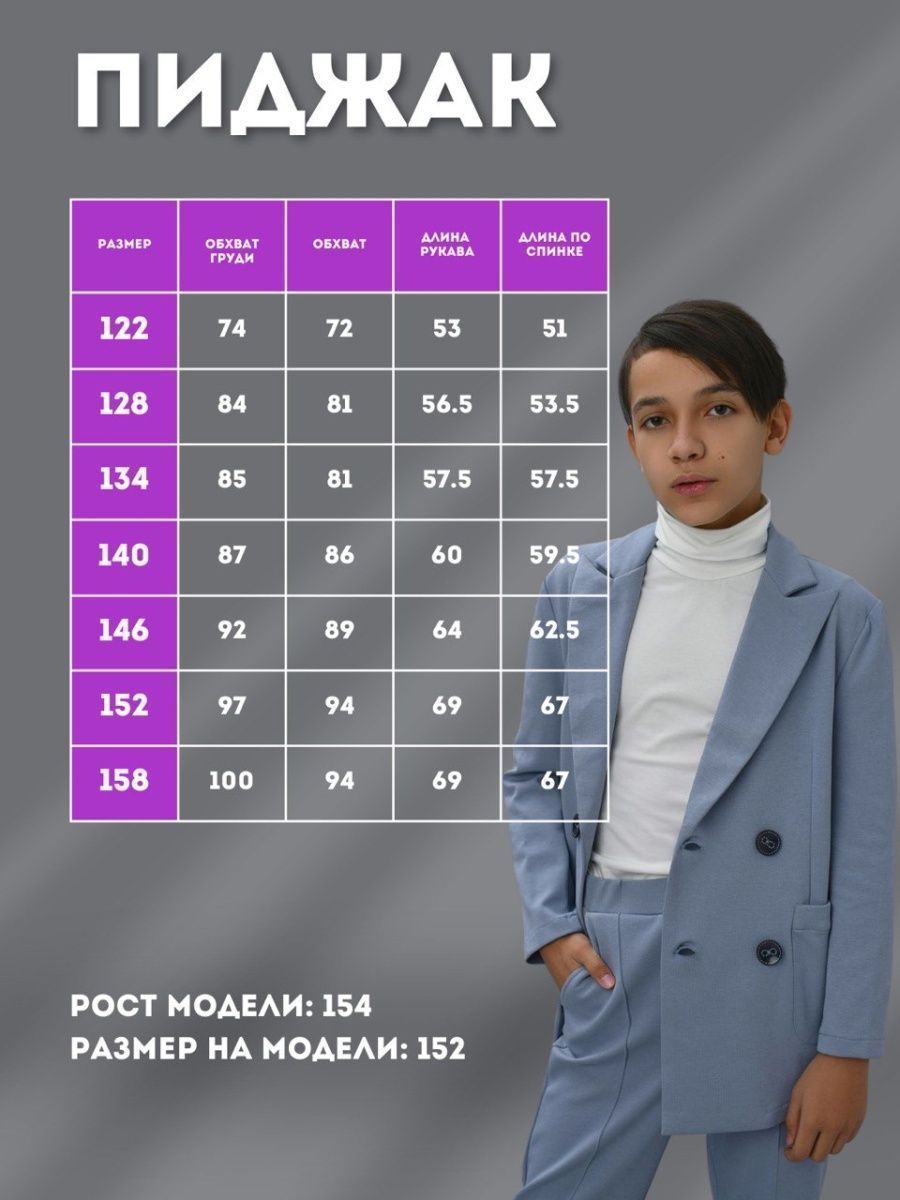 ПИДЖАК
РАЗМЕР ОБХВАТ ГРУДИ ОБХВАТ ДЛИНА РУКАВА ДЛИНА ПО СПИНКЕ
122 74 72 53 51
128 84 81 56.5 53.5
134 85 81 57.5 57.5
140 87 86 60 59.5
146 92 89 64 62.5
152 97 94 69 67
158 100 94 69 67
РОСТ МОДЕЛИ: 154
РАЗМЕР НА МОДЕЛИ: 152